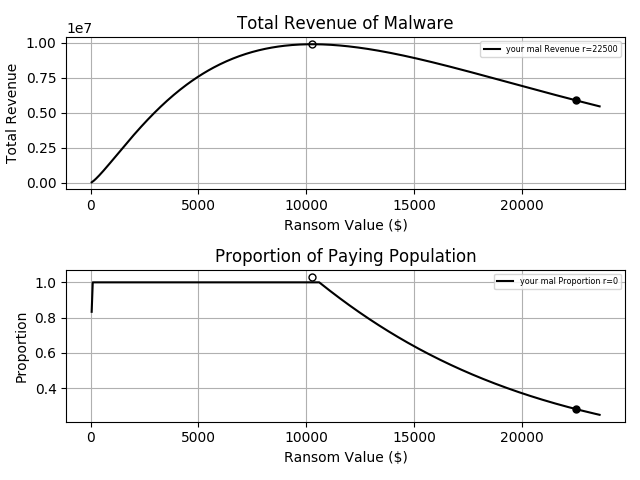 Total Revenue of Malware
1e7
your mal Revenue r=22500
1.00
0.75
0.50
0.25
0.00
Total Revenue
0 5000 10000 15000 20000
Ransom Value ($)
Proportion of Paying Population
your mal Proportion r=0
1.0
0.8
0.6
0.4
Proportion
0 5000 10000 15000 20000
Ransom Value ($)